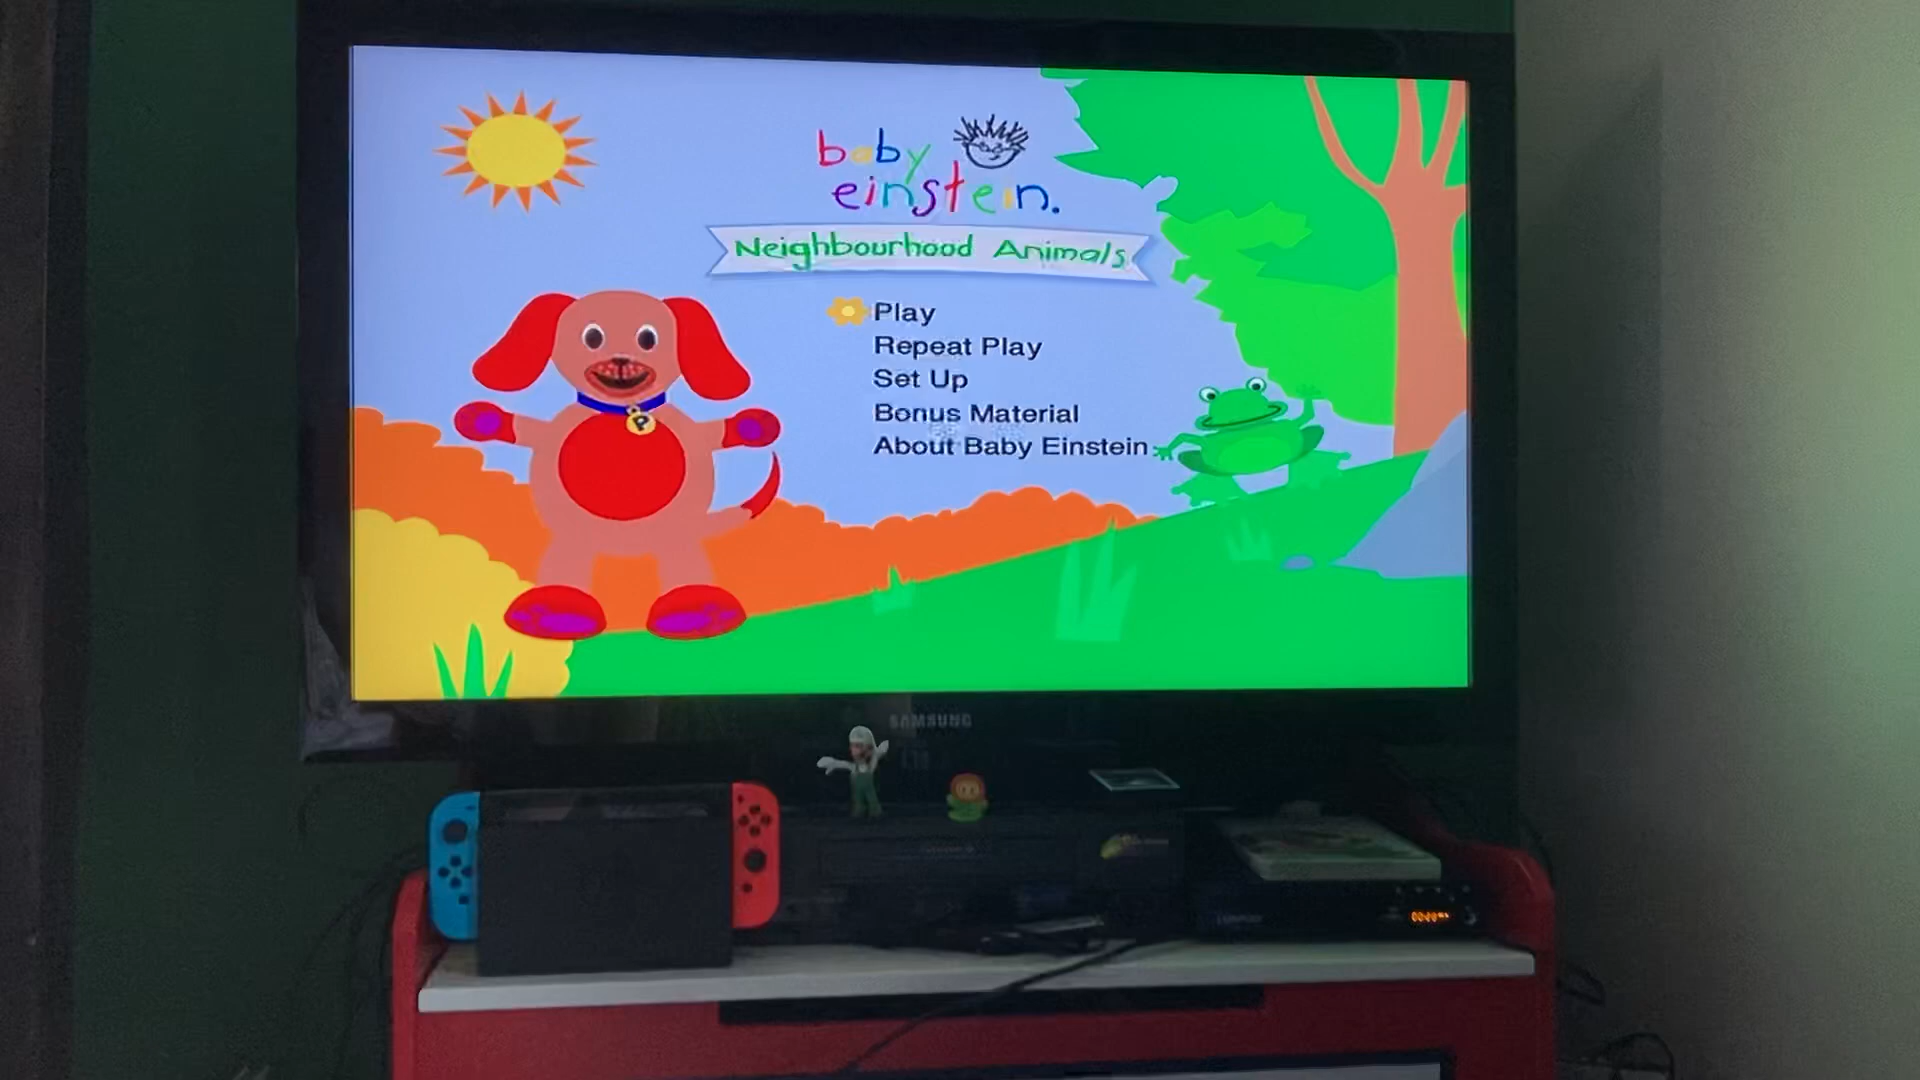 baby
einstein.
Neighbourhood Animals
Play
Repeat Play
Set Up
Bonus Material
About Baby Einstein
P
SAMSUNG